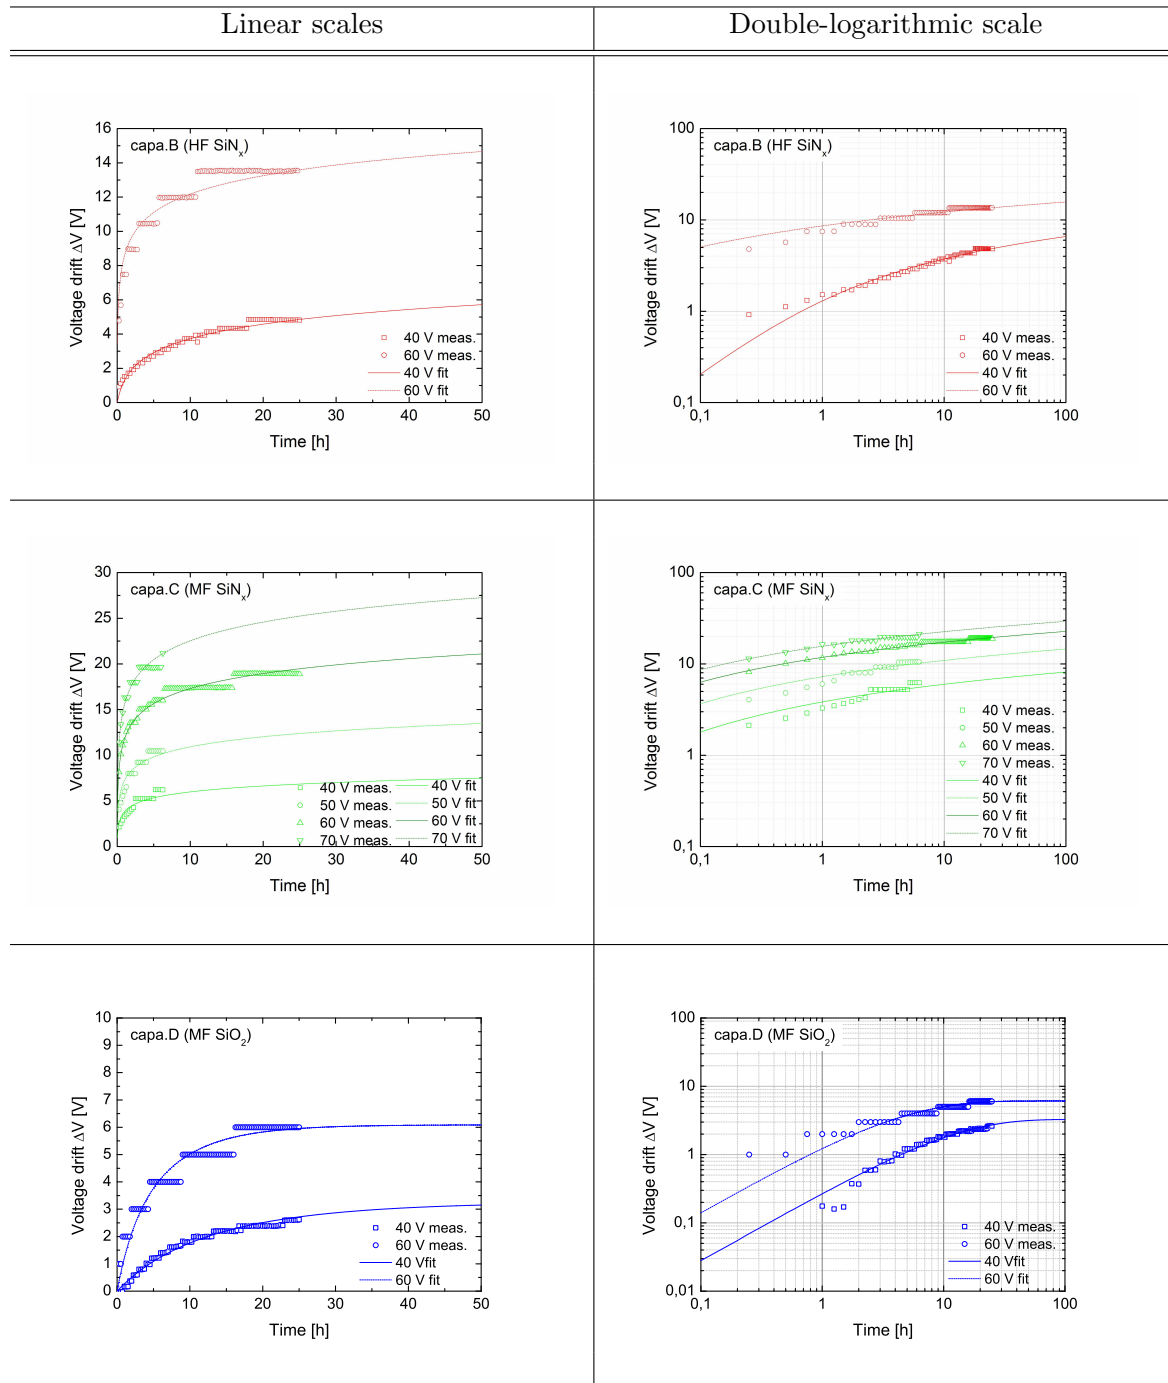 Linear scales
Double-logarithmic scale
capa.B (HF SiNx)
Voltage drift ΔV [V]
16
14
12
10
8
6
4
2
0
0 10 20 30 40 50
Time [h]
40 V meas.
60 V meas.
40 V fit
60 V fit
capa.B (HF SiNx)
Voltage drift ΔV [V]
100
10
1
0,1
0,1 1 10 100
Time [h]
40 V meas.
60 V meas.
40 V fit
60 V fit
capa.C (MF SiNx)
Voltage drift ΔV [V]
30
25
20
15
10
5
0
0 10 20 30 40 50
Time [h]
40 V meas.
50 V meas.
60 V meas.
70 V meas.
40 V fit
50 V fit
60 V fit
70 V fit
capa.C (MF SiNx)
Voltage drift ΔV [V]
100
10
1
0,1
0,1 1 10 100
Time [h]
40 V meas.
50 V meas.
60 V meas.
70 V meas.
40 V fit
50 V fit
60 V fit
70 V fit
capa.D (MF SiO2)
Voltage drift ΔV [V]
10
9
8
7
6
5
4
3
2
1
0
0 10 20 30 40 50
Time [h]
40 V meas.
60 V meas.
40 Vfit
60 V fit
capa.D (MF SiO2)
Voltage drift ΔV [V]
100
10
1
0,1
0,01
0,1 1 10 100
Time [h]
40 V meas.
60 V meas.
40 V fit
60 V fit